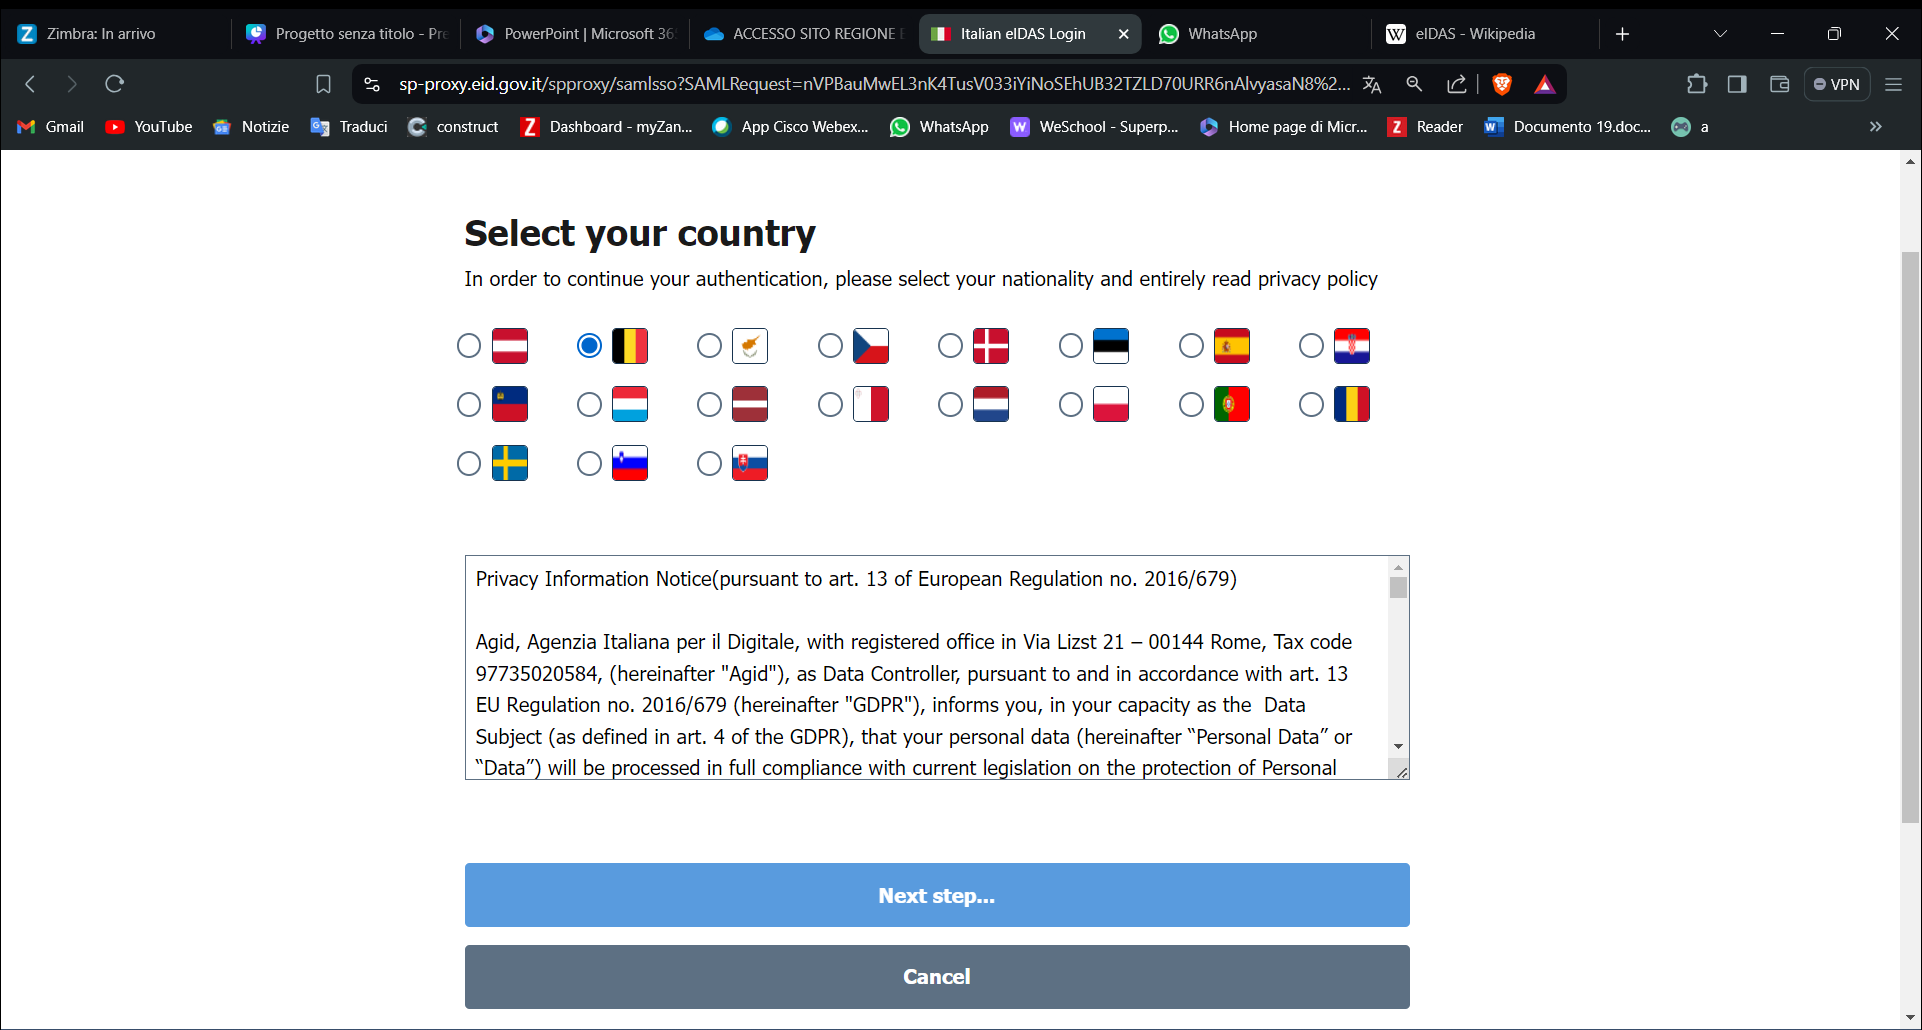 Zimbra: In arrivo
Progetto senza titolo - Pre
PowerPoint | Microsoft 365
ACCESSO SITO REGIONE E
Italian eIDAS Login
WhatsApp
eIDAS - Wikipedia
sp-proxy.eid.gov.it/spproxy/samlsso?SAMLRequest=nVPBauMwEL3nK4TusV033iYiNoSEhUB32TZLD70URR6nAlvyasaN8%2...
VPN
Gmail
YouTube
Notizie
Traduci
construct
Dashboard - myZan...
App Cisco Webex...
WhatsApp
WeSchool - Superp...
Home page di Micr...
Reader
Documento 19.doc...
a
Select your country
In order to continue your authentication, please select your nationality and entirely read privacy policy
Privacy Information Notice(pursuant to art. 13 of European Regulation no. 2016/679)
Agid, Agenzia Italiana per il Digitale, with registered office in Via Lizst 21 – 00144 Rome, Tax code
97735020584, (hereinafter "Agid"), as Data Controller, pursuant to and in accordance with art. 13
EU Regulation no. 2016/679 (hereinafter "GDPR"), informs you, in your capacity as the  Data
Subject (as defined in art. 4 of the GDPR), that your personal data (hereinafter “Personal Data” or
“Data”) will be processed in full compliance with current legislation on the protection of Personal
Next step...
Cancel